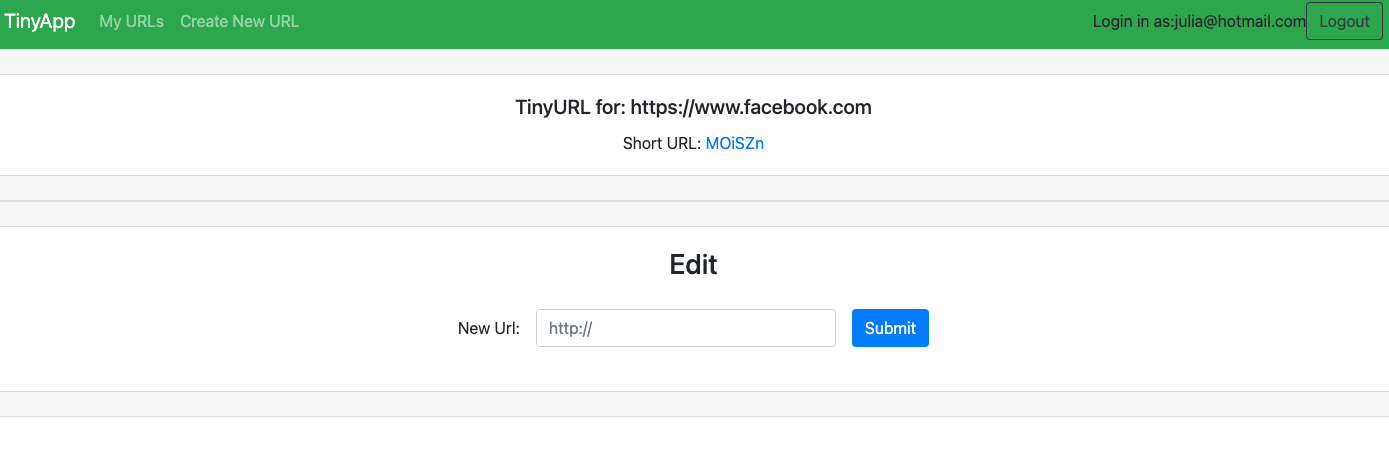 TinyApp My URLs Create New URL Login in as:julia@hotmail.com Logout
TinyURL for: https://www.facebook.com
Short URL: MOiSZn
Edit
New Url: http:// Submit